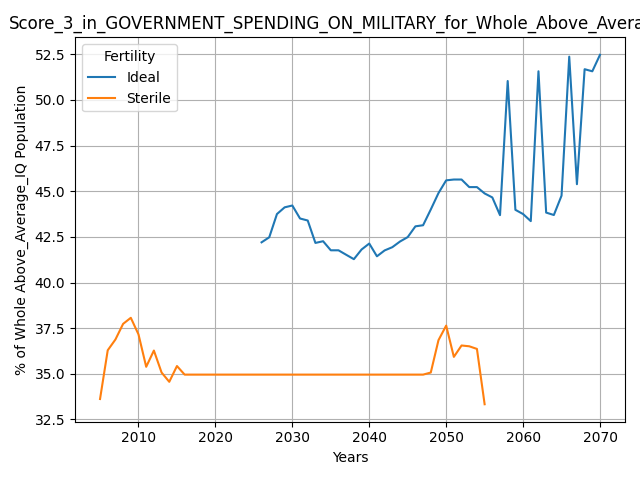 Score_3_in_GOVERNMENT_SPENDING_ON_MILITARY_for_Whole_Above_Avera
Fertility
Ideal
Sterile
% of Whole Above_Average_IQ Population
52.5
50.0
47.5
45.0
42.5
40.0
37.5
35.0
32.5
2010
2020
2030
2040
2050
2060
2070
Years